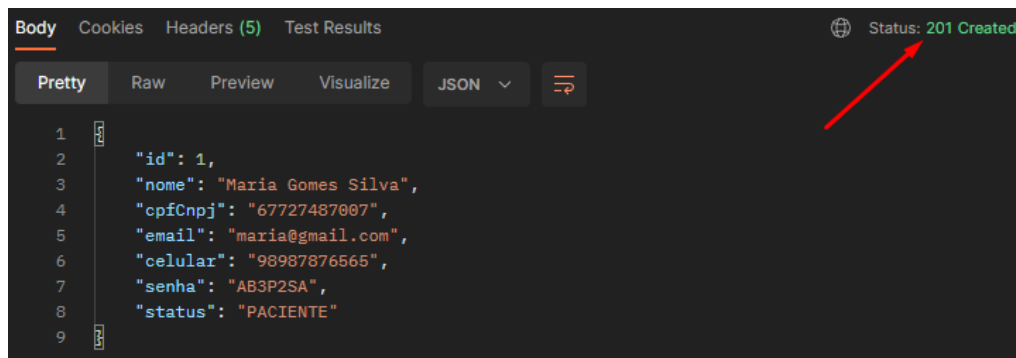 Body Cookies Headers (5) Test Results Status: 201 Created
Pretty Raw Preview Visualize JSON
1 {
2 "id": 1,
3 "nome": "Maria Gomes Silva",
4 "cpfCnpj": "67727487007",
5 "email": "maria@gmail.com",
6 "celular": "98987876565",
7 "senha": "AB3P2SA",
8 "status": "PACIENTE"
9 }